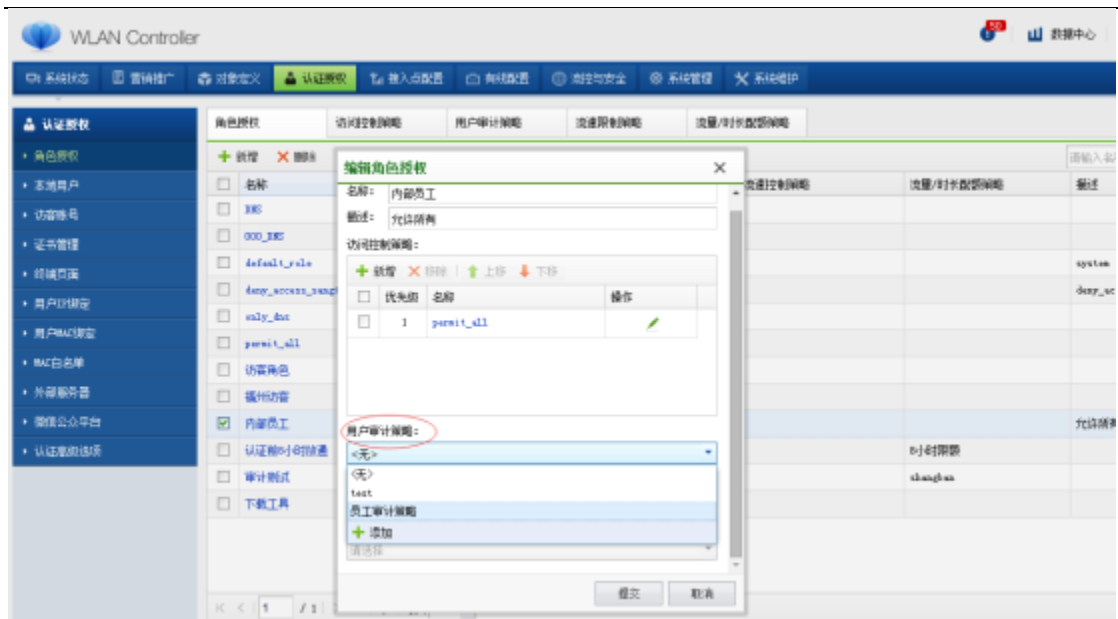 WLAN Controller
50
数据中心
系统状态 营销推广 对象定义 认证授权 接入点配置 有线配置 流控与安全 系统管理 系统维护
认证授权
角色授权
本地用户
访客账号
证书管理
终端页面
用户IP绑定
用户MAC绑定
MAC白名单
外部服务器
微信公众平台
认证高级选项
角色授权 访问控制策略 用户审计策略 流速限制策略 流量/时长配额策略
新增 删除
请输入名称
名称 流速控制策略 流量/时长配额策略 描述
default_role system
only_dns
permit_all
访客角色
福州访客
内部员工 允许所有
8小时限额
审计测试 shangban
下载工具
1 / 1
编辑角色授权
名称: 内部员工
描述: 允许所有
访问控制策略:
新增 移除 上移 下移
优先级 名称 操作
1 permit_all
用户审计策略:
<无>
<无>
test
员工审计策略
添加
请选择
提交 取消